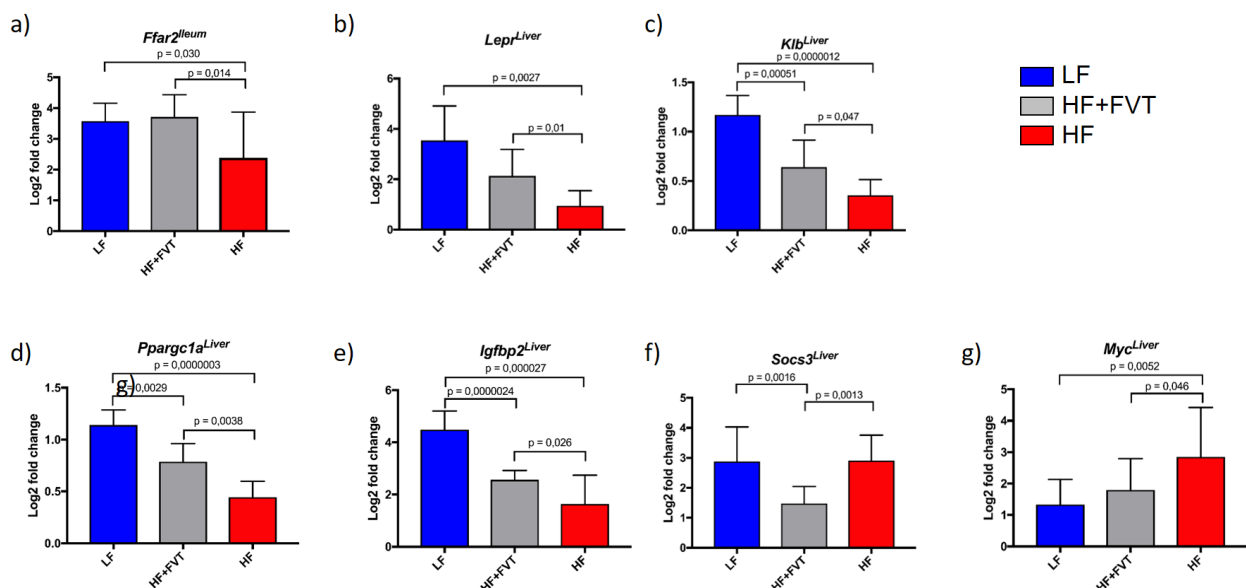 a)
Ffar2Ileum
p = 0,030
p = 0,014
Log2 fold change
5
4
3
2
1
0
LF
HF+FVT
HF
b)
LeprLiver
p = 0,0027
p = 0,01
Log2 fold change
6
4
2
0
LF
HF+FVT
HF
c)
KlbLiver
p = 0,0000012
p = 0,00051
p = 0,047
Log2 fold change
1.5
1.0
0.5
0.0
LF
HF+FVT
HF
LF
HF+FVT
HF
d)
Ppargc1aLiver
p = 0,0000003
g)
= 0,0029
p = 0,0038
Log2 fold change
1.5
1.0
0.5
0.0
LF
HF+FVT
HF
e)
Igfbp2Liver
p = 0,000027
p = 0,0000024
p = 0,026
Log2 fold change
6
4
2
0
LF
HF+FVT
HF
f)
Socs3Liver
p = 0,0016
p = 0,0013
Log2 fold change
5
4
3
2
1
0
LF
HF+FVT
HF
g)
MycLiver
p = 0,0052
p = 0,046
Log2 fold change
5
4
3
2
1
0
LF
HF+FVT
HF